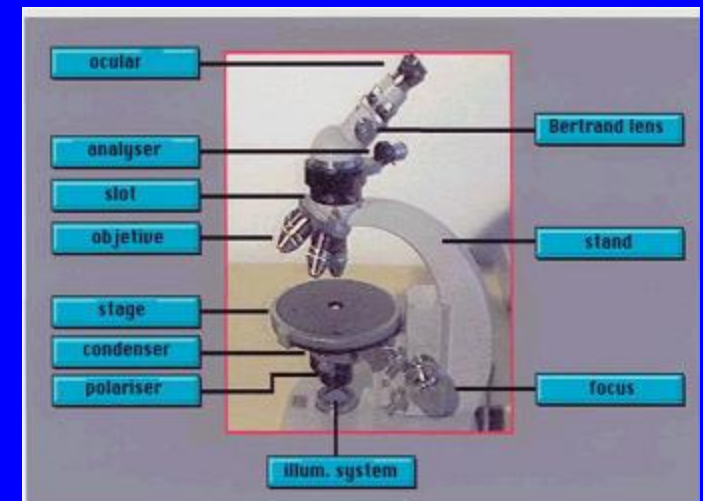 ocular
Bertrand lens
analyser
slot
objetive
stand
stage
condenser
polariser
focus
illum. system